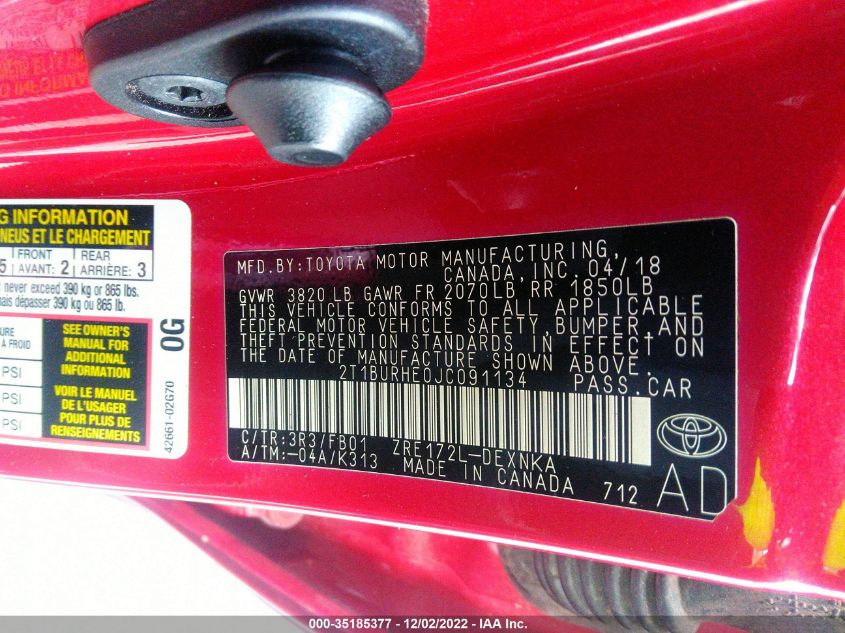 G INFORMATION
NEUS ET LE CHARGEMENT
5 FRONT AVANT: 2 REAR ARRIÈRE: 3
never exceed 390 kg or 865 lbs.
mais dépasser 390 kg ou 865 lb.
URE
À FROID
PSI
PSI
SEE OWNER'S
MANUAL FOR
ADDITIONAL
INFORMATION
VOIR LE MANUEL
DE L'USAGER
POUR PLUS DE
RENSEIGNEMENTS
0G
42661-02G70
MFD.BY:TOYOTA MOTOR MANUFACTURING,
CANADA, INC. 04/18
GVWR 3820 LB GAWR FR 2070LB RR 1850LB
THIS VEHICLE CONFORMS TO ALL APPLICABLE
FEDERAL MOTOR VEHICLE SAFETY, BUMPER, AND
THEFT PREVENTION STANDARDS IN EFFECT ON
THE DATE OF MANUFACTURE SHOWN ABOVE.
2T1BURHE0JC091134 PASS.CAR
C/TR:3R3/FB01 ZRE172L-DEXNKA
A/TM:-04A/K313 MADE IN CANADA 712
AD
000-35185377 - 12/02/2022 - IAA Inc.